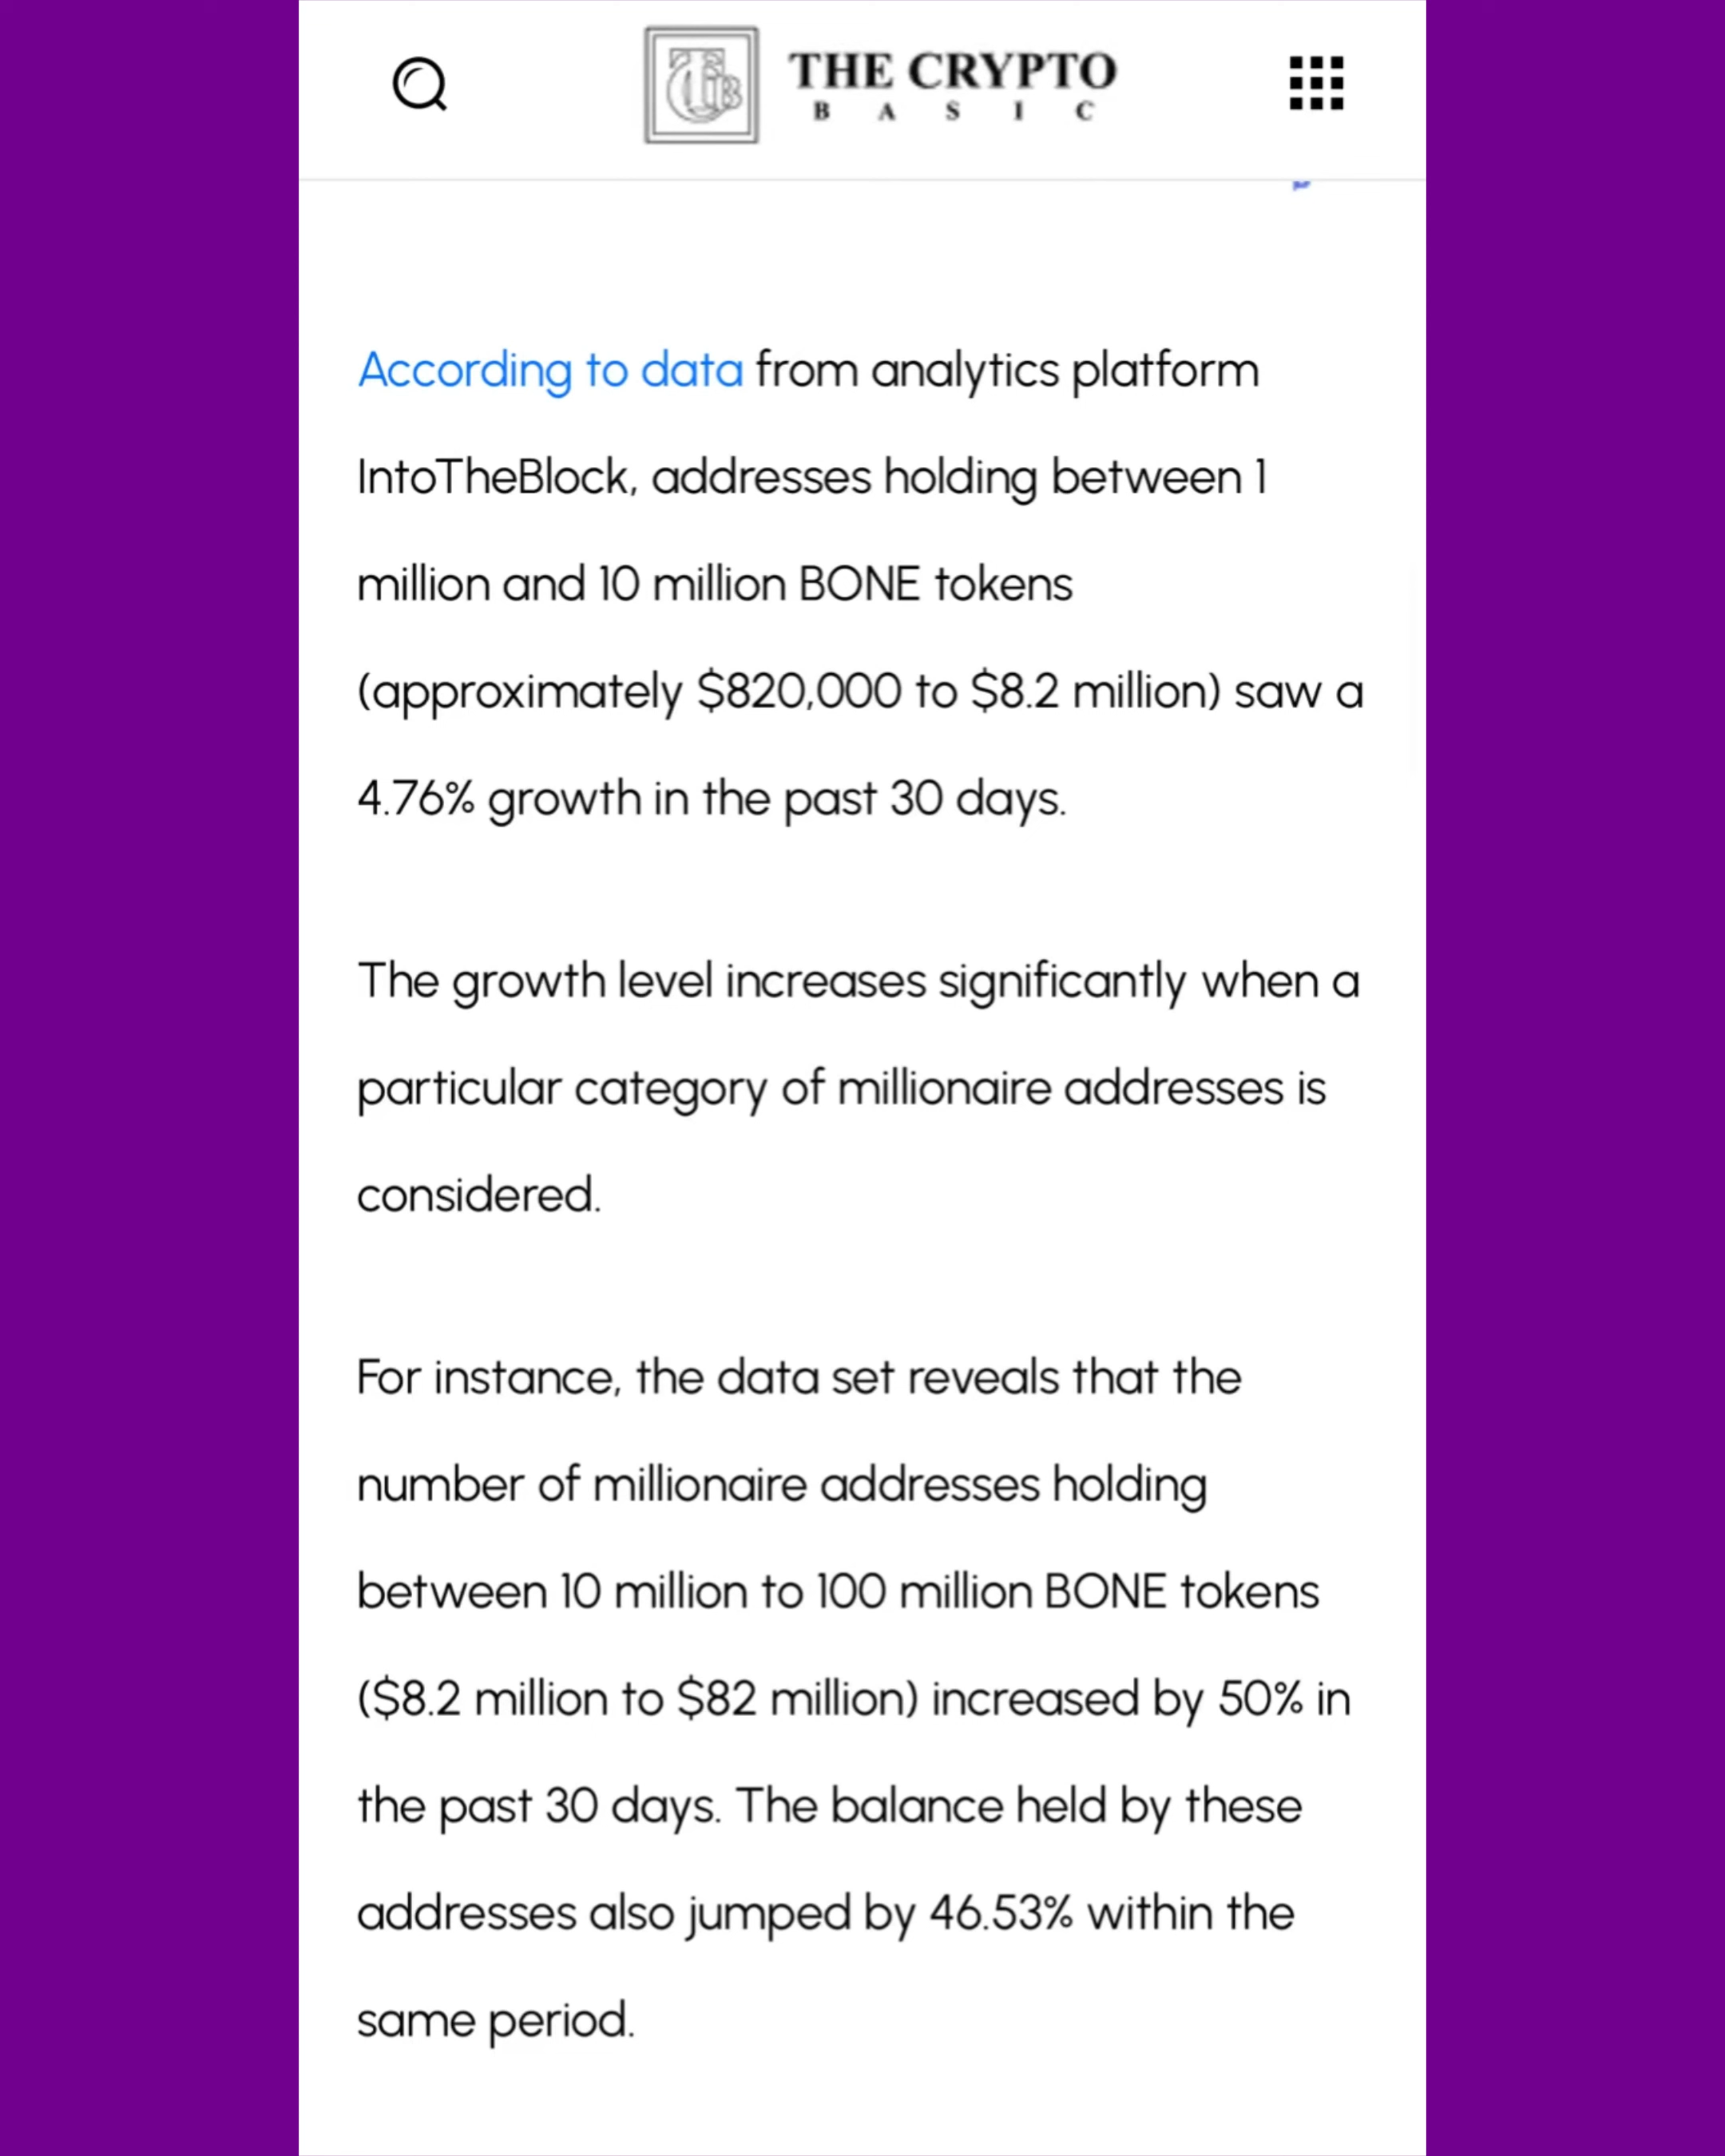 THE CRYPTO
BASIC
According to data from analytics platform
IntoTheBlock, addresses holding between 1
million and 10 million BONE tokens
(approximately $820,000 to $8.2 million) saw a
4.76% growth in the past 30 days.
The growth level increases significantly when a
particular category of millionaire addresses is
considered.
For instance, the data set reveals that the
number of millionaire addresses holding
between 10 million to 100 million BONE tokens
($8.2 million to $82 million) increased by 50% in
the past 30 days. The balance held by these
addresses also jumped by 46.53% within the
same period.